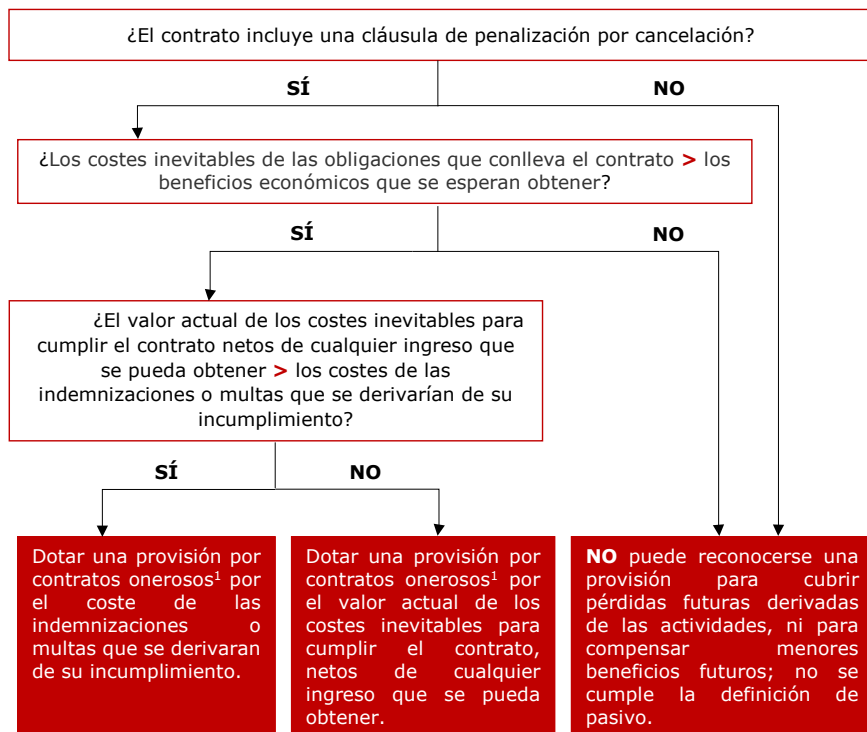 ¿El contrato incluye una cláusula de penalización por cancelación?
SÍ
NO
¿Los costes inevitables de las obligaciones que conlleva el contrato > los
beneficios económicos que se esperan obtener?
SÍ
NO
¿El valor actual de los costes inevitables para
cumplir el contrato netos de cualquier ingreso que
se pueda obtener > los costes de las
indemnizaciones o multas que se derivarían de su
incumplimiento?
SÍ
NO
Dotar una provisión por
contratos onerosos¹ por
el coste de las
indemnizaciones o
multas que se derivaran
de su incumplimiento.
Dotar una provisión por
contratos onerosos¹ por
el valor actual de los
costes inevitables para
cumplir el contrato,
netos de cualquier
ingreso que se pueda
obtener.
NO puede reconocerse una
provisión para cubrir
pérdidas futuras derivadas
de las actividades, ni para
compensar menores
beneficios futuros; no se
cumple la definición de
pasivo.